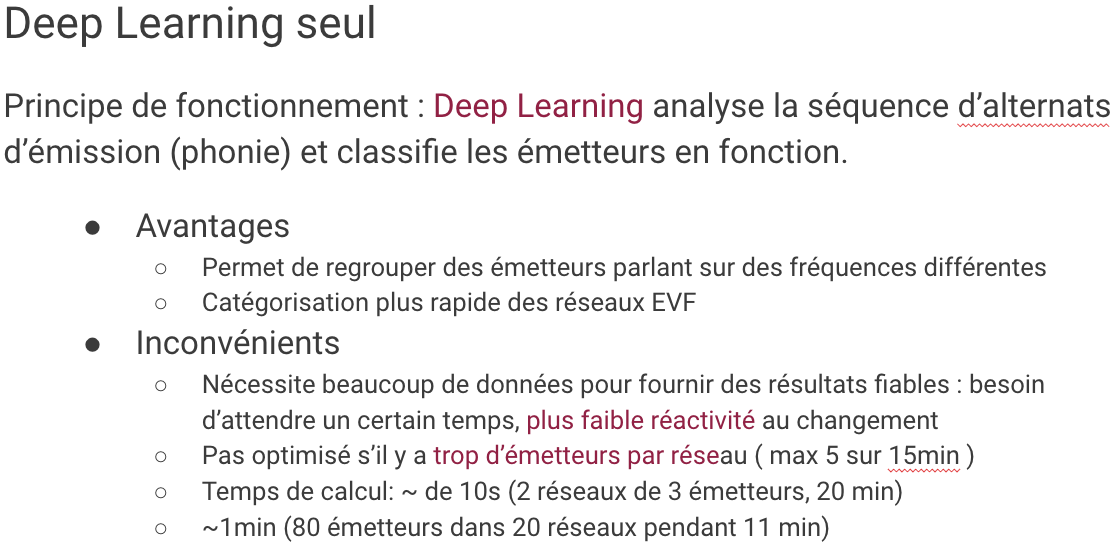 Deep Learning seul
Principe de fonctionnement : Deep Learning analyse la séquence d’alternats
d’émission (phonie) et classifie les émetteurs en fonction.
● Avantages
○ Permet de regrouper des émetteurs parlant sur des fréquences différentes
○ Catégorisation plus rapide des réseaux EVF
● Inconvénients
○ Nécessite beaucoup de données pour fournir des résultats fiables : besoin
d’attendre un certain temps, plus faible réactivité au changement
○ Pas optimisé s’il y a trop d’émetteurs par réseau ( max 5 sur 15min )
○ Temps de calcul: ~ de 10s (2 réseaux de 3 émetteurs, 20 min)
○ ~1min (80 émetteurs dans 20 réseaux pendant 11 min)